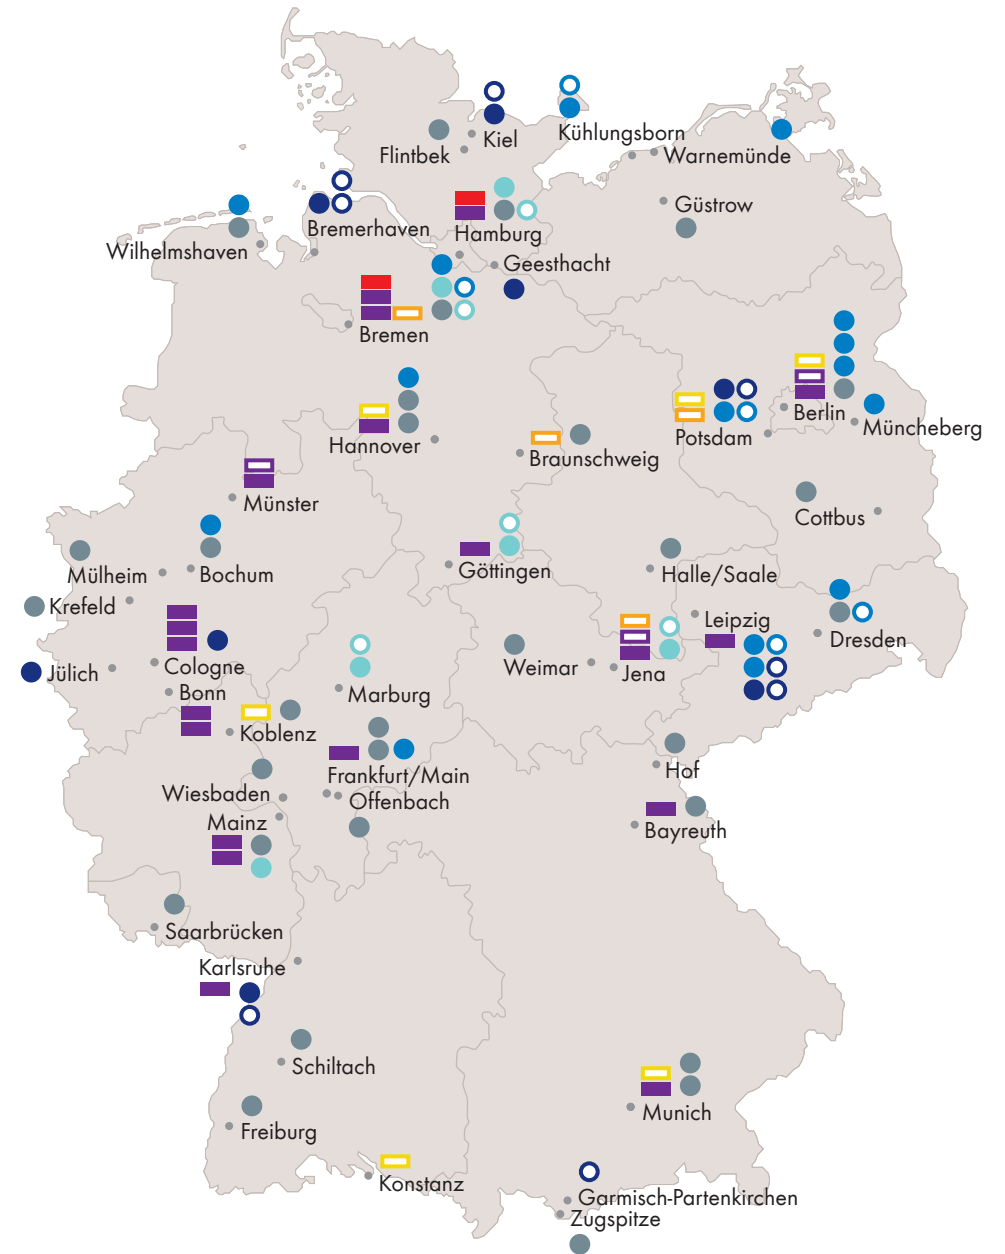 Kiel
Kühlungsborn
Flintbek
Warnemünde
Güstrow
Bremerhaven
Hamburg
Wilhelmshaven
Geesthacht
Bremen
Berlin
Müncheberg
Hannover
Potsdam
Braunschweig
Münster
Cottbus
Mülheim
Bochum
Göttingen
Halle/Saale
Krefeld
Leipzig
Dresden
Cologne
Weimar
Jena
Jülich
Bonn
Marburg
Koblenz
Hof
Frankfurt/Main
Wiesbaden
Offenbach
Mainz
Bayreuth
Saarbrücken
Karlsruhe
Schiltach
Munich
Freiburg
Konstanz
Garmisch-Partenkirchen
Zugspitze